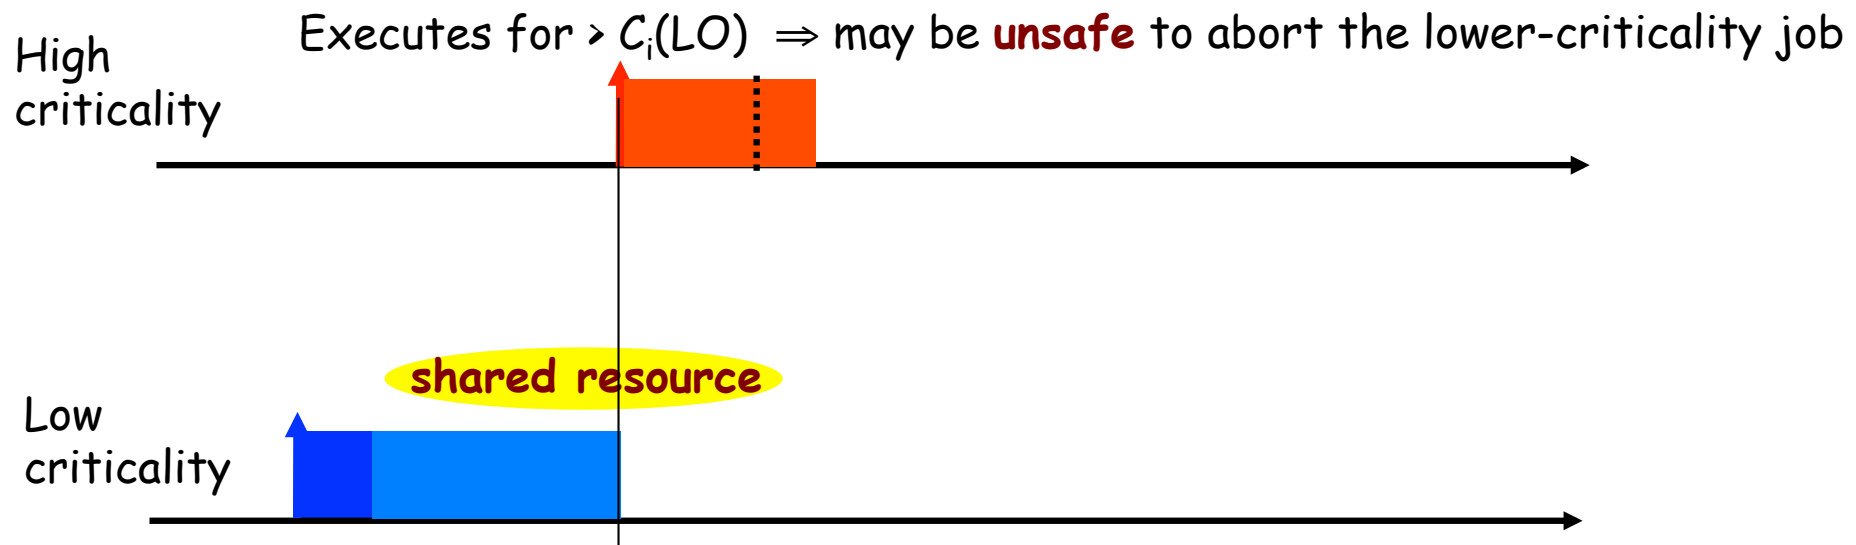 Executes for > Ci(LO) ⇒ may be unsafe to abort the lower-criticality job
High
criticality
shared resource
Low
criticality